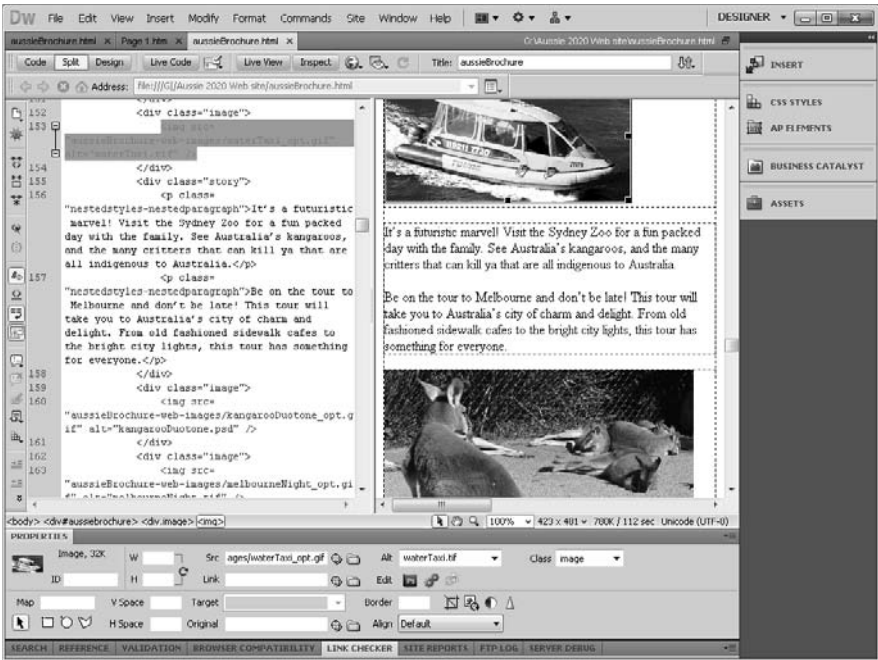 DW File Edit View Insert Modify Format Commands Site Window Help DESIGNER
aussieBrochure.html × Page 1.htm × aussieBrochure.html × G:\Aussie 2020 Web site\aussieBrochure.html
Code Split Design Live Code Live View Inspect Title: aussieBrochure
Address: file:///G|/Aussie 2020 Web site/aussieBrochure.html
INSERT
CSS STYLES
AP ELEMENTS
BUSINESS CATALYST
ASSETS
152 <div class="image">
153 <img src=
"aussieBrochure-web-images/waterTaxi_opt.gif"
alt="waterTaxi.tif" />
154 </div>
155 <div class="story">
156 <p class=
"nestedstyles-nestedparagraph">It's a futuristic
marvel! Visit the Sydney Zoo for a fun packed
day with the family. See Australia's kangaroos,
and the many critters that can kill ya that are
all indigenous to Australia.</p>
157 <p class=
"nestedstyles-nestedparagraph">Be on the tour to
Melbourne and don't be late! This tour will
take you to Australia's city of charm and
delight. From old fashioned sidewalk cafes to
the bright city lights, this tour has something
for everyone.</p>
158 </div>
159 <div class="image">
160 <img src=
"aussieBrochure-web-images/kangarooDuotone_opt.g
if" alt="kangarooDuotone.psd" />
161 </div>
162 <div class="image">
163 <img src=
"aussieBrochure-web-images/melbourneNight_opt.gi
f" alt="melbourneNight.tif" />
It's a futuristic marvel! Visit the Sydney Zoo for a fun packed
day with the family. See Australia's kangaroos, and the many
critters that can kill ya that are all indigenous to Australia
Be on the tour to Melbourne and don't be late! This tour will
take you to Australia's city of charm and delight. From old
fashioned sidewalk cafes to the bright city lights, this tour has
something for everyone.
<body> <div#aussiebrochure> <div.image> <img> 100% 423 x 481 780K / 112 sec Unicode (UTF-8)
PROPERTIES
Image, 32K W Src ages/waterTaxi_opt.gif Alt waterTaxi.tif Class image
ID H Link Edit
Map V Space Target Border
H Space Original Align Default
SEARCH REFERENCE VALIDATION BROWSER COMPATIBILITY LINK CHECKER SITE REPORTS FTP LOG SERVER DEBUG